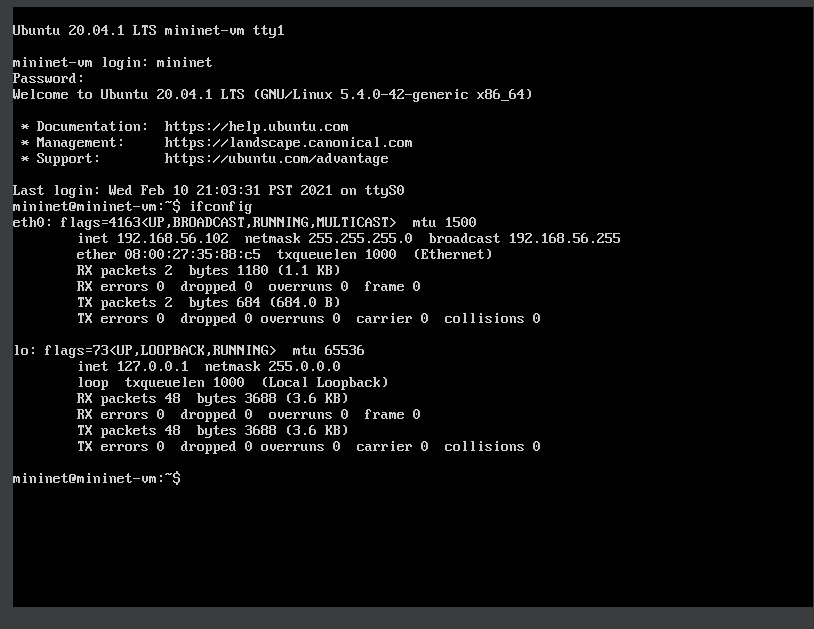 Ubuntu 20.04.1 LTS mininet-vm tty1
mininet-vm login: mininet
Password:
Welcome to Ubuntu 20.04.1 LTS (GNU/Linux 5.4.0-42-generic x86_64)
* Documentation:  https://help.ubuntu.com
* Management:     https://landscape.canonical.com
* Support:        https://ubuntu.com/advantage
Last login: Wed Feb 10 21:03:31 PST 2021 on ttyS0
mininet@mininet-vm:~$ ifconfig
eth0: flags=4163<UP,BROADCAST,RUNNING,MULTICAST>  mtu 1500
inet 192.168.56.102  netmask 255.255.255.0  broadcast 192.168.56.255
ether 08:00:27:35:88:c5  txqueuelen 1000  (Ethernet)
RX packets 2  bytes 1180 (1.1 KB)
RX errors 0  dropped 0  overruns 0  frame 0
TX packets 2  bytes 684 (684.0 B)
TX errors 0  dropped 0 overruns 0  carrier 0  collisions 0
lo: flags=73<UP,LOOPBACK,RUNNING>  mtu 65536
inet 127.0.0.1  netmask 255.0.0.0
loop  txqueuelen 1000  (Local Loopback)
RX packets 48  bytes 3688 (3.6 KB)
RX errors 0  dropped 0  overruns 0  frame 0
TX packets 48  bytes 3688 (3.6 KB)
TX errors 0  dropped 0 overruns 0  carrier 0  collisions 0
mininet@mininet-vm:~$